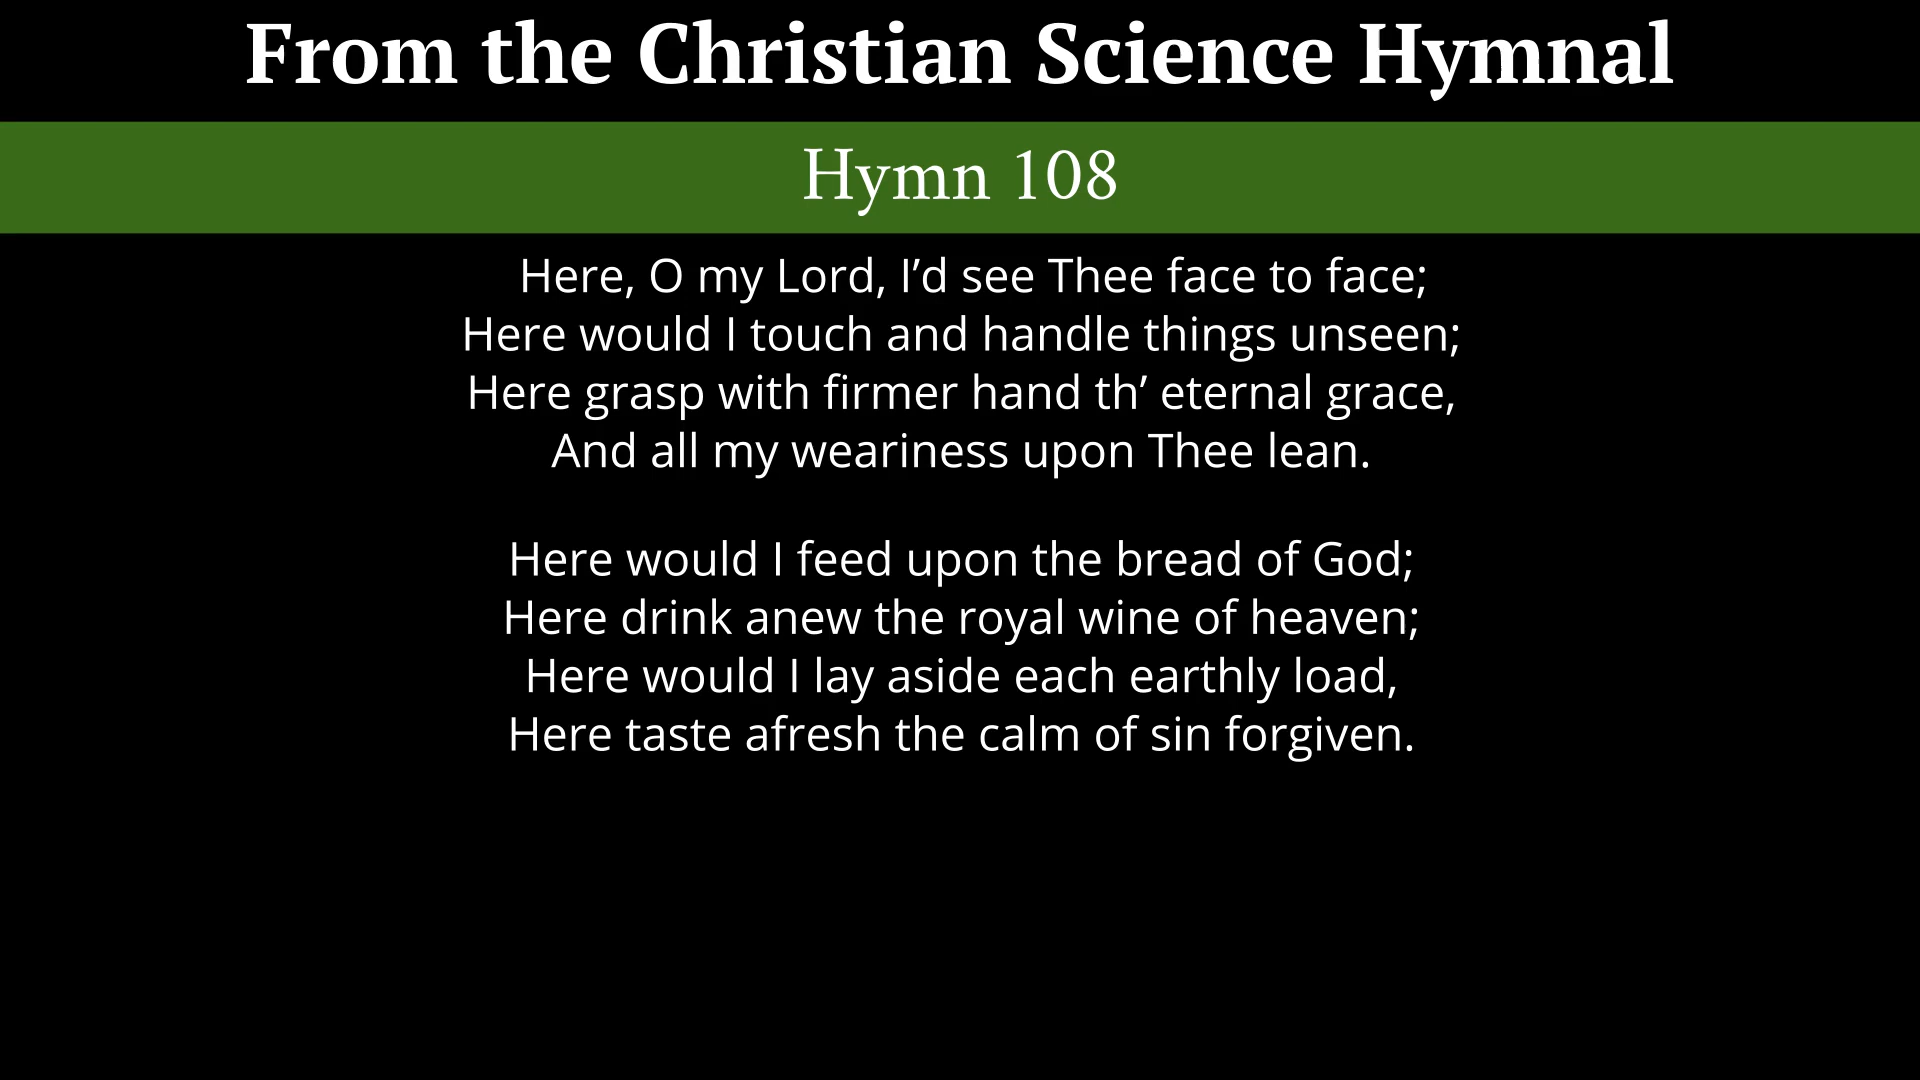 From the Christian Science Hymnal
Hymn 108
Here, O my Lord, I’d see Thee face to face;
Here would I touch and handle things unseen;
Here grasp with firmer hand th’ eternal grace,
And all my weariness upon Thee lean.
Here would I feed upon the bread of God;
Here drink anew the royal wine of heaven;
Here would I lay aside each earthly load,
Here taste afresh the calm of sin forgiven.